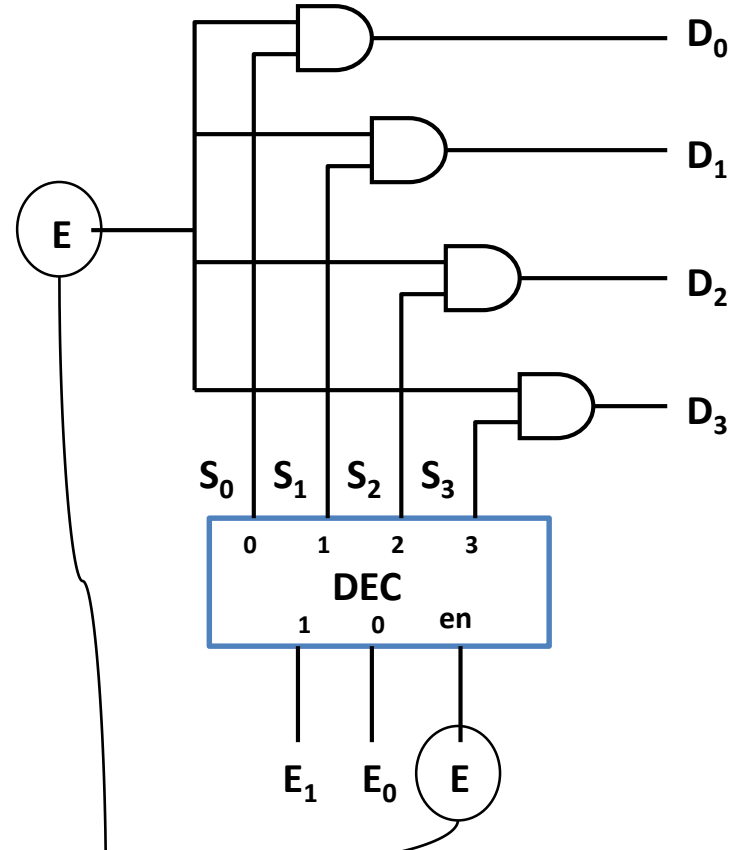 D₀
D₁
E
D₂
D₃
S₀ S₁ S₂ S₃
0 1 2 3
DEC
1 0 en
E₁ E₀ E